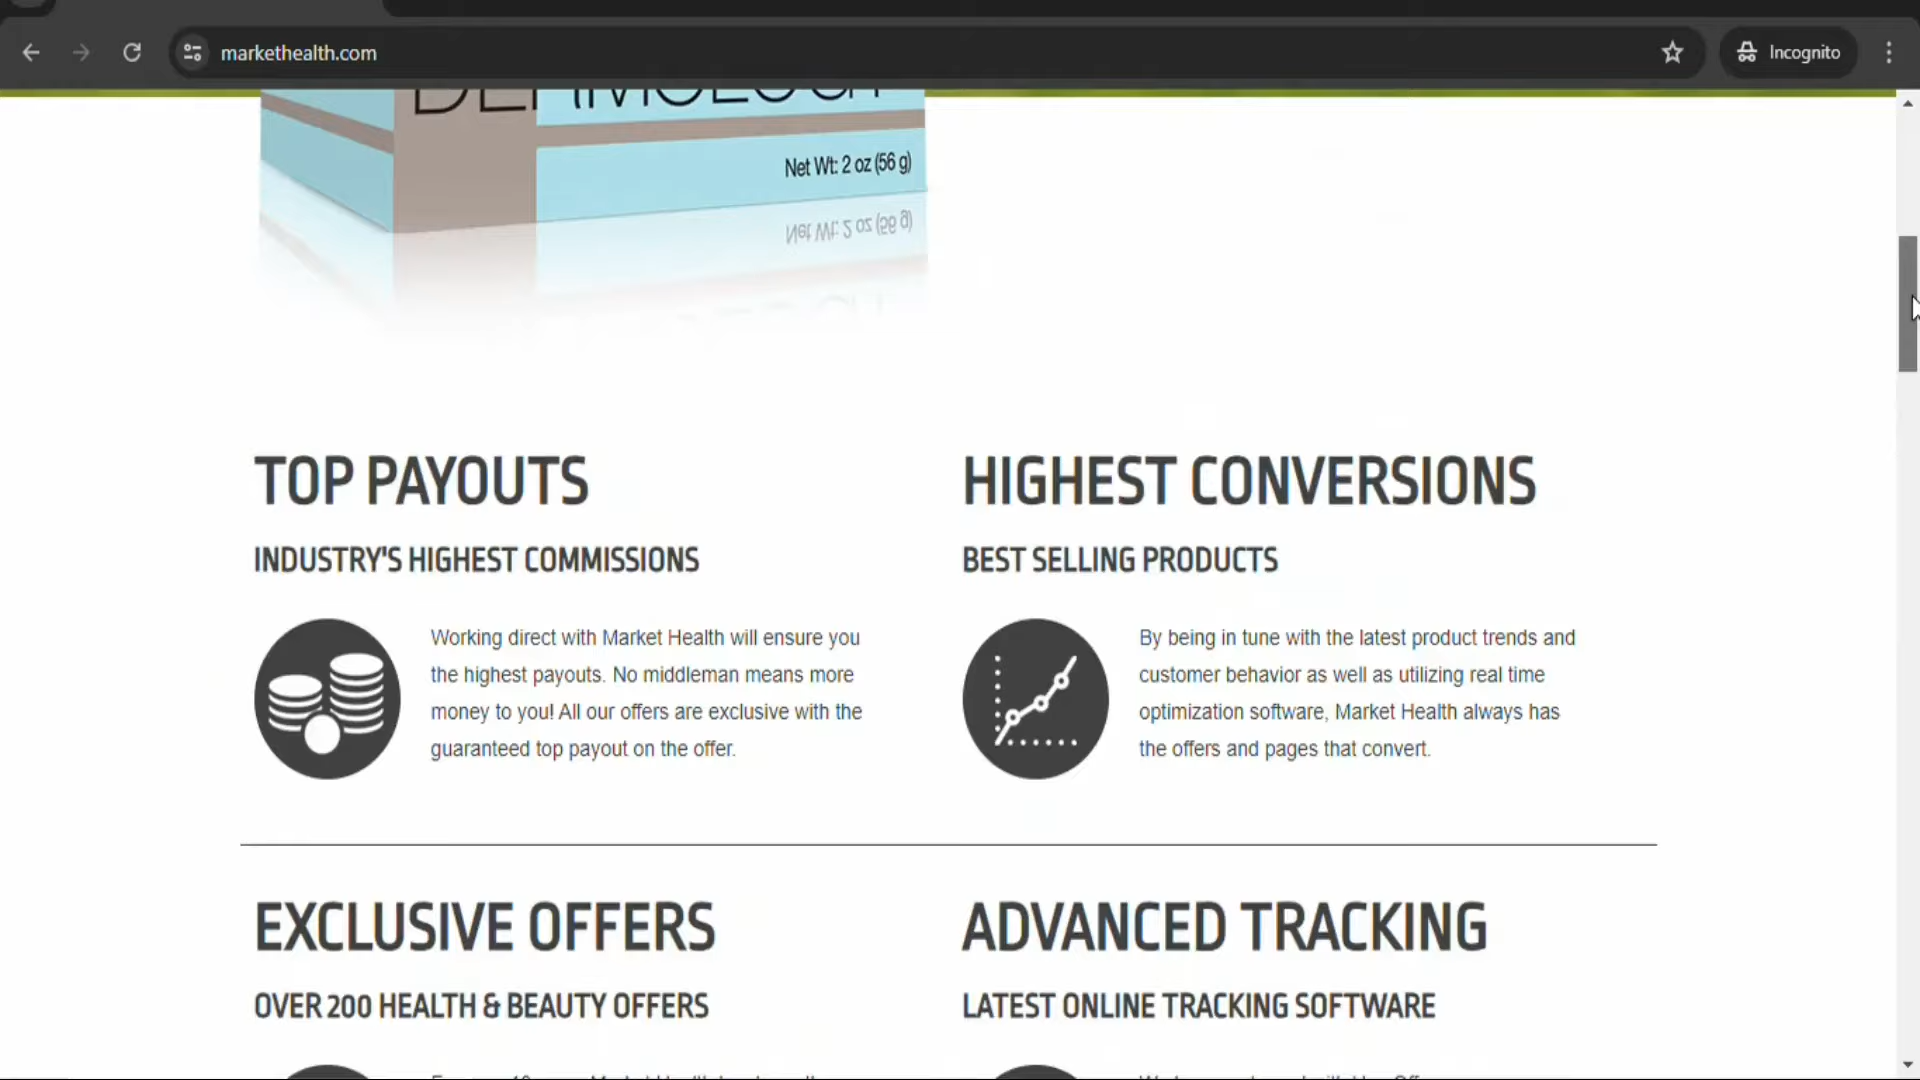 markethealth.com
Incognito
Net Wt: 2 oz (56 g)
TOP PAYOUTS
INDUSTRY'S HIGHEST COMMISSIONS
Working direct with Market Health will ensure you
the highest payouts. No middleman means more
money to you! All our offers are exclusive with the
guaranteed top payout on the offer.
HIGHEST CONVERSIONS
BEST SELLING PRODUCTS
By being in tune with the latest product trends and
customer behavior as well as utilizing real time
optimization software, Market Health always has
the offers and pages that convert.
EXCLUSIVE OFFERS
OVER 200 HEALTH & BEAUTY OFFERS
ADVANCED TRACKING
LATEST ONLINE TRACKING SOFTWARE